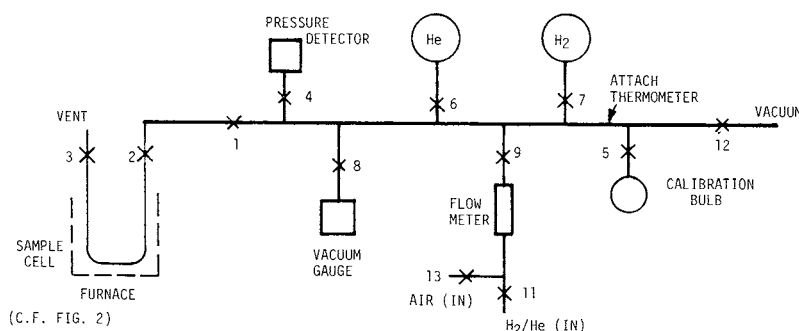 PRESSURE
DETECTOR
He
H2
4
6
7
ATTACH
THERMOMETER
VENT
VACUUM
3
2
1
8
9
5
12
FLOW
METER
CALIBRATION
BULB
SAMPLE
CELL
VACUUM
GAUGE
13
AIR (IN)
11
FURNACE
(C.F. FIG. 2)
H2/He (IN)